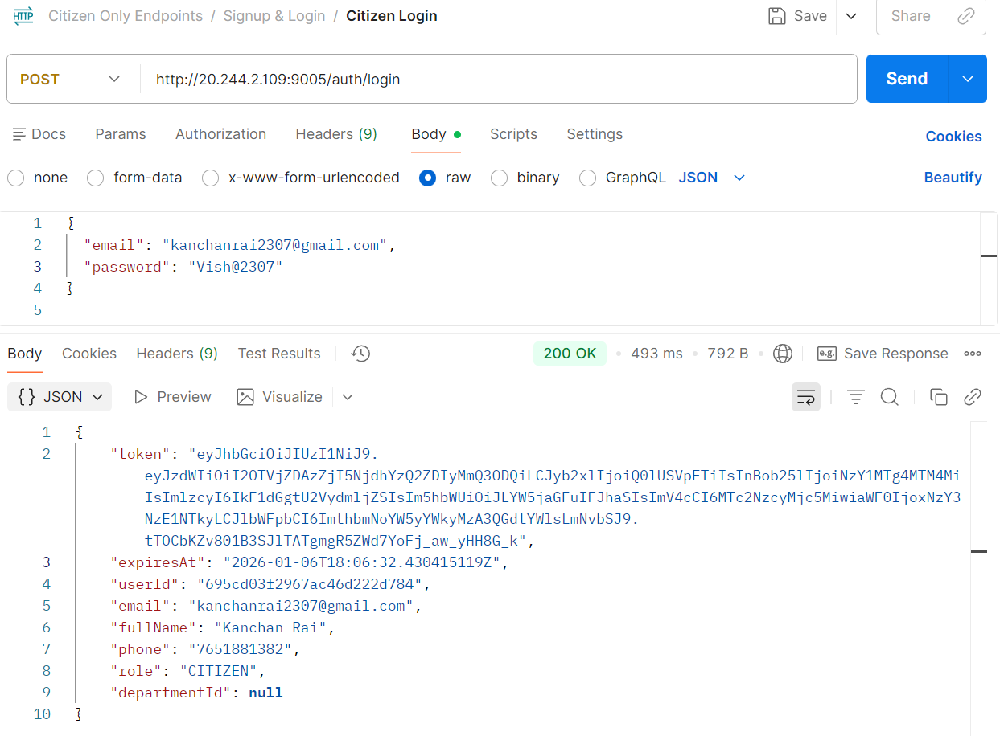 HTTP Citizen Only Endpoints / Signup & Login / Citizen Login Save Share
POST http://20.244.2.109:9005/auth/login Send
Docs Params Authorization Headers (9) Body Scripts Settings Cookies
none form-data x-www-form-urlencoded raw binary GraphQL JSON Beautify
1 {
2 "email": "kanchanrai2307@gmail.com",
3 "password": "Vish@2307"
4 }
5
Body Cookies Headers (9) Test Results 200 OK • 493 ms • 792 B • e.g. Save Response
{} JSON Preview Visualize
1 {
2 "token": "eyJhbGciOiJIUzI1NiJ9.
eyJzdWIiOiI2OTVjZDAzZjI5NjdhYzQ2ZDIyMmQ3ODQiLCJyb2xlIjoiQ0lUSVpFTiIsInBob25lIjoiNzY1MTg4MTM4Mi
IsImlzcyI6IkF1dGgtU2VydmljZSIsIm5hbWUiOiJLYW5jaGFuIFJhaSIsImV4cCI6MTc2NzcyMjc5MiwiaWF0IjoxNzY3
NzE1NTkyLCJlbWFpbCI6ImthbmNoYW5yYWkyMzA3QGdtYWlsLmNvbSJ9.
tTOCbKZv801B3SJlTATgmgR5ZWd7YoFj_aw_yHH8G_k",
3 "expiresAt": "2026-01-06T18:06:32.430415119Z",
4 "userId": "695cd03f2967ac46d222d784",
5 "email": "kanchanrai2307@gmail.com",
6 "fullName": "Kanchan Rai",
7 "phone": "7651881382",
8 "role": "CITIZEN",
9 "departmentId": null
10 }